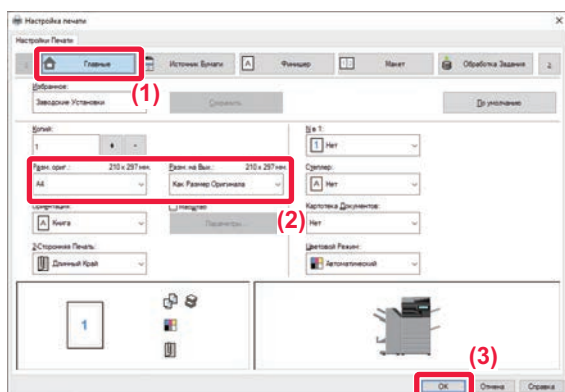 Настройка печати
Настройки Печати
Главные Источник Бумаги Финишер Макет Обработка Задания
(1)
Избранное:
Заводские Установки Сохранить По умолчанию
Копий: N в 1:
1 Нет
Разм. ориг.: 210 x 297 мм. Разм. на Вых.: 210 x 297 мм. Степлер:
A4 Как Размер Оригинала Нет
(2)
Ориентация: Масштаб Картотека Документов:
Книга Параметры... Нет
2-Сторонняя Печать: Цветовой Режим:
Длинный Край Автоматический
1
(3)
OK Отмена Справка